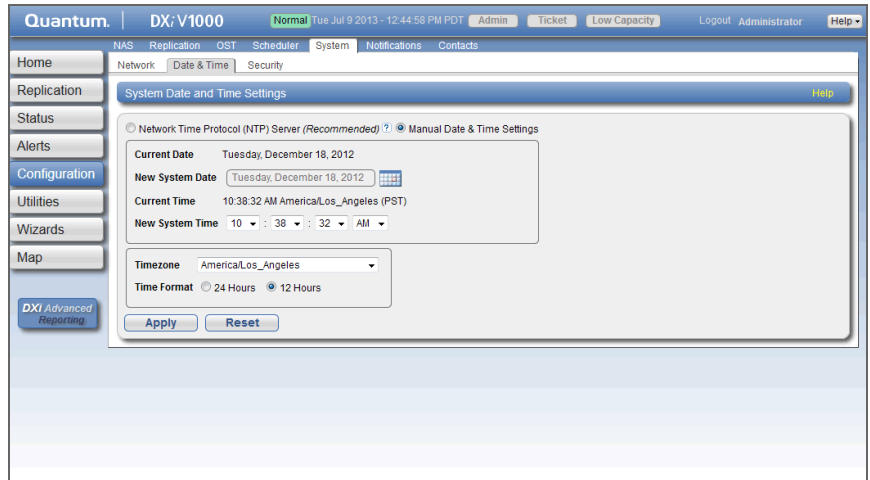 Quantum. DXi V1000 Normal Tue Jul 9 2013 - 12:44:58 PM PDT Admin Ticket Low Capacity Logout Administrator Help
NAS Replication OST Scheduler System Notifications Contacts
Network Date & Time Security
Home
Replication
Status
Alerts
Configuration
Utilities
Wizards
Map
DXi Advanced
Reporting
System Date and Time Settings Help
Network Time Protocol (NTP) Server (Recommended) ? Manual Date & Time Settings
Current Date Tuesday, December 18, 2012
New System Date Tuesday, December 18, 2012
Current Time 10:38:32 AM America/Los_Angeles (PST)
New System Time 10 : 38 : 32 AM
Timezone America/Los_Angeles
Time Format 24 Hours 12 Hours
Apply Reset